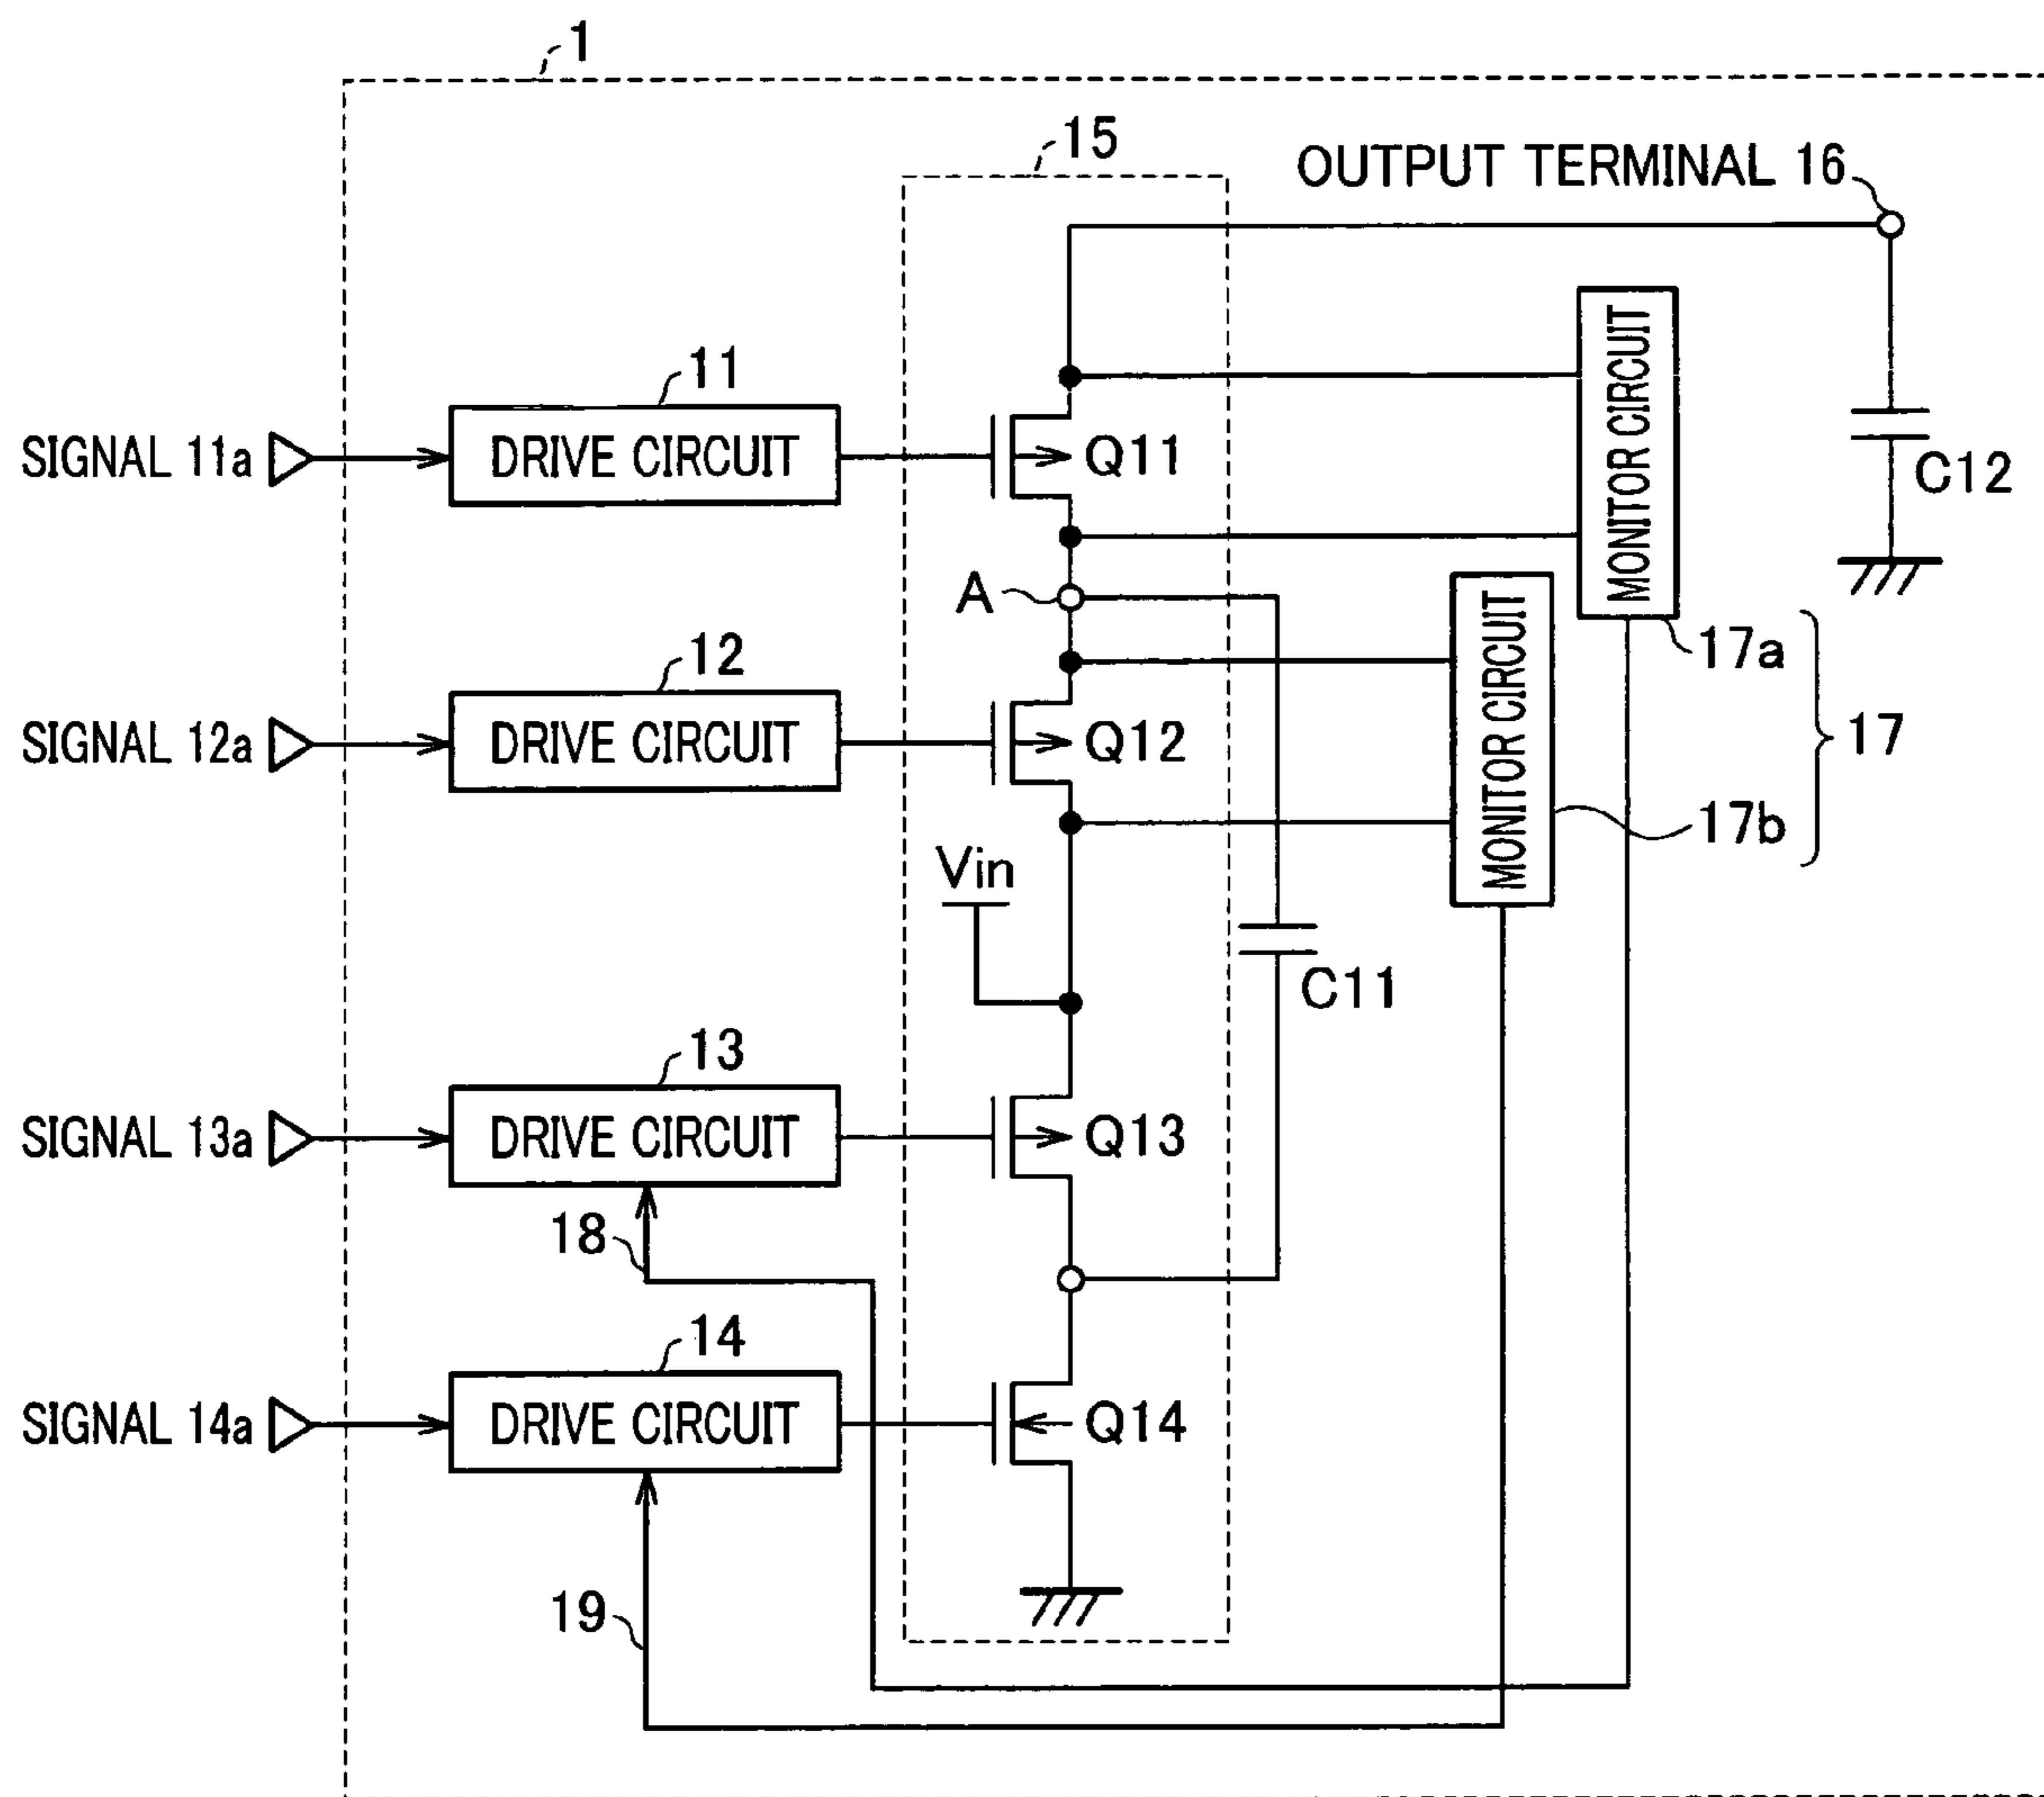 1
15
OUTPUT TERMINAL 16
11
SIGNAL 11a
DRIVE CIRCUIT
Q11
MONITOR CIRCUIT
C12
A
17a
12
SIGNAL 12a
DRIVE CIRCUIT
Q12
MONITOR CIRCUIT
17
17b
Vin
C11
13
SIGNAL 13a
DRIVE CIRCUIT
Q13
18
14
SIGNAL 14a
DRIVE CIRCUIT
Q14
19